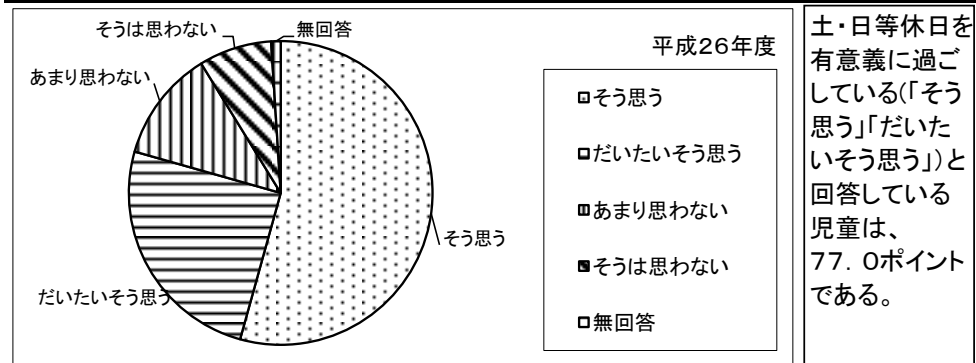 そうは思わない
無回答
平成26年度
あまり思わない
そう思う
だいたいそう思う
そう思う
だいたいそう思う
あまり思わない
そうは思わない
無回答
土・日等休日を
有意義に過ご
している(「そう
思う」「だいた
いそう思う」)と
回答している
児童は、
77.0ポイント
である。